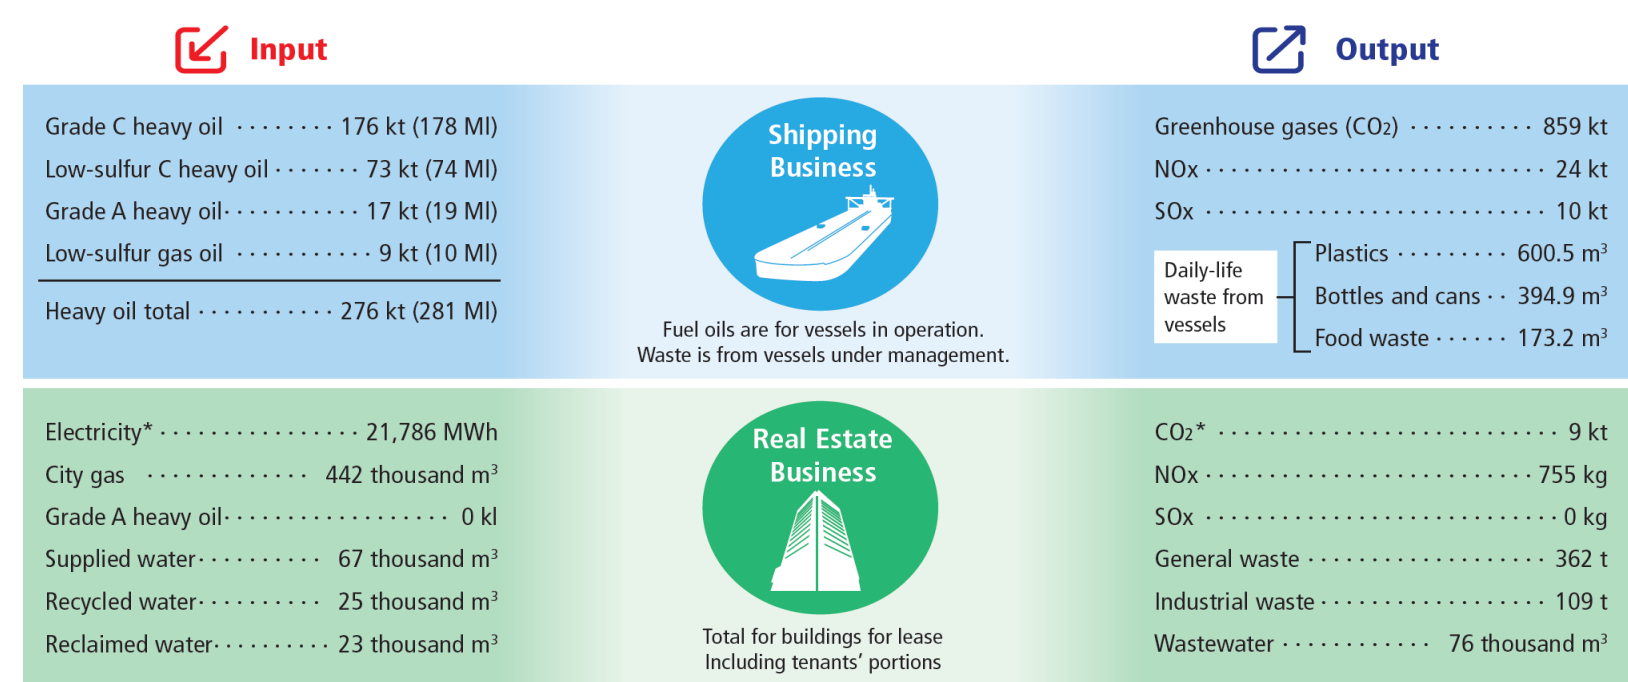 Input
Output
Grade C heavy oil ········ 176 kt (178 Ml)
Low-sulfur C heavy oil ······· 73 kt (74 Ml)
Grade A heavy oil ··········· 17 kt (19 Ml)
Low-sulfur gas oil ··········· 9 kt (10 Ml)
Heavy oil total ··········· 276 kt (281 Ml)
Shipping
Business
Fuel oils are for vessels in operation.
Waste is from vessels under management.
Greenhouse gases (CO2) ·········· 859 kt
NOx ··························· 24 kt
SOx ··························· 10 kt
Daily-life
waste from
vessels
Plastics ········· 600.5 m³
Bottles and cans ·· 394.9 m³
Food waste ······ 173.2 m³
Electricity* ················ 21,786 MWh
City gas ············· 442 thousand m³
Grade A heavy oil ·················· 0 kl
Supplied water ·········· 67 thousand m³
Recycled water ·········· 25 thousand m³
Reclaimed water ·········· 23 thousand m³
Real Estate
Business
Total for buildings for lease
Including tenants’ portions
CO2* ··························· 9 kt
NOx ·························· 755 kg
SOx ···························· 0 kg
General waste ··················· 362 t
Industrial waste ·················· 109 t
Wastewater ············ 76 thousand m³